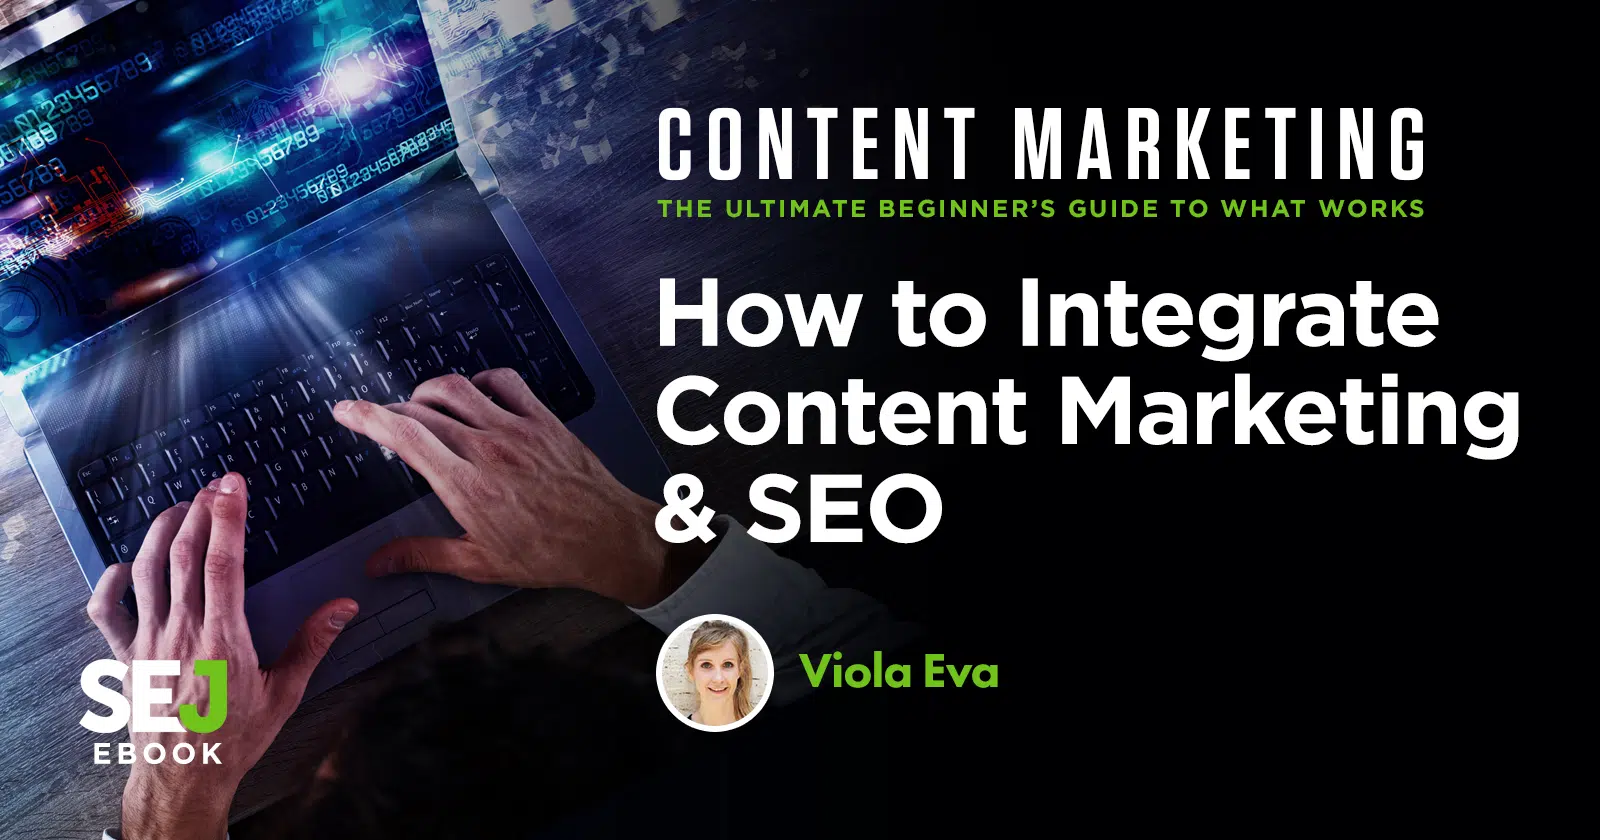 CONTENT MARKETING
THE ULTIMATE BEGINNER'S GUIDE TO WHAT WORKS
How to Integrate
Content Marketing
& SEO
Viola Eva
SEJ
EBOOK
0123456789